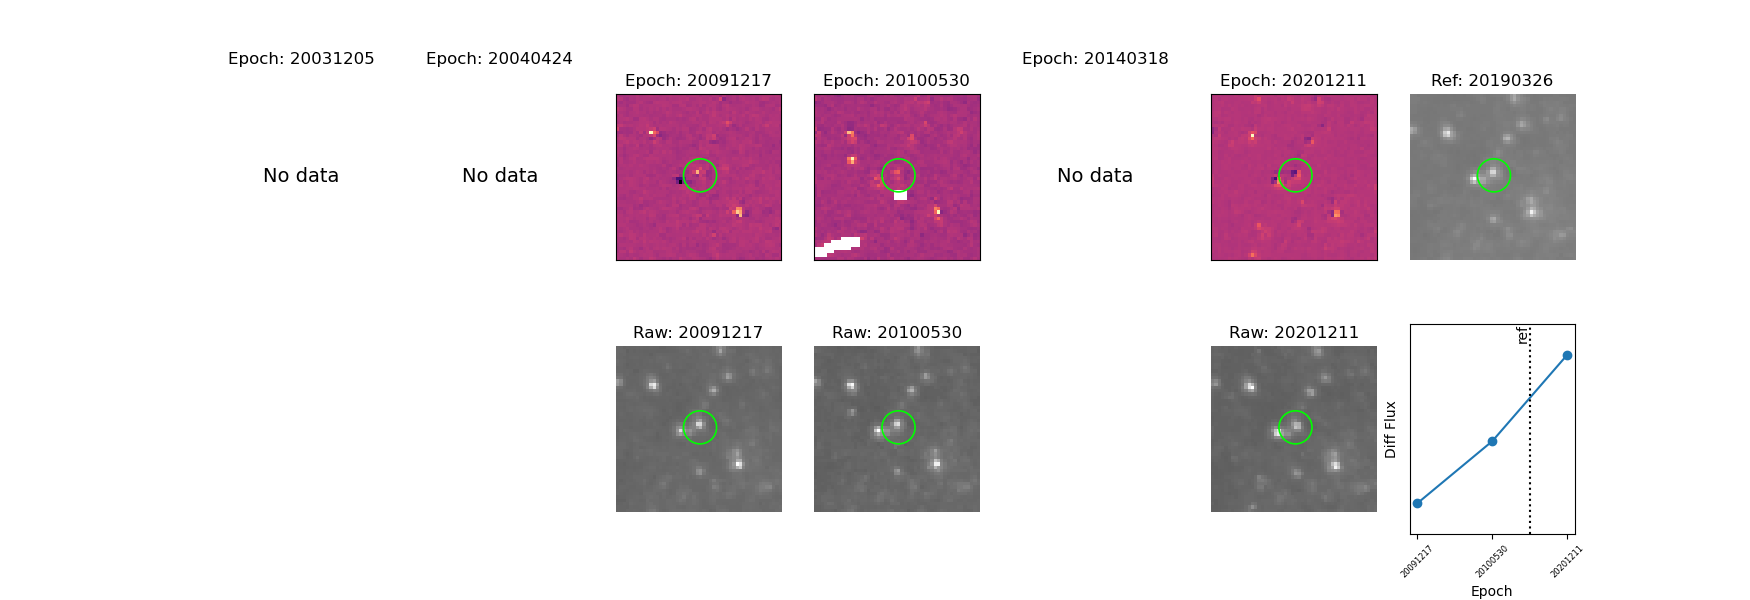 Epoch: 20031205
Epoch: 20040424
Epoch: 20091217
Epoch: 20100530
Epoch: 20140318
Epoch: 20201211
Ref: 20190326
No data
No data
No data
Raw: 20091217
Raw: 20100530
Raw: 20201211
ref
Diff Flux
20091217
20100530
20201211
Epoch